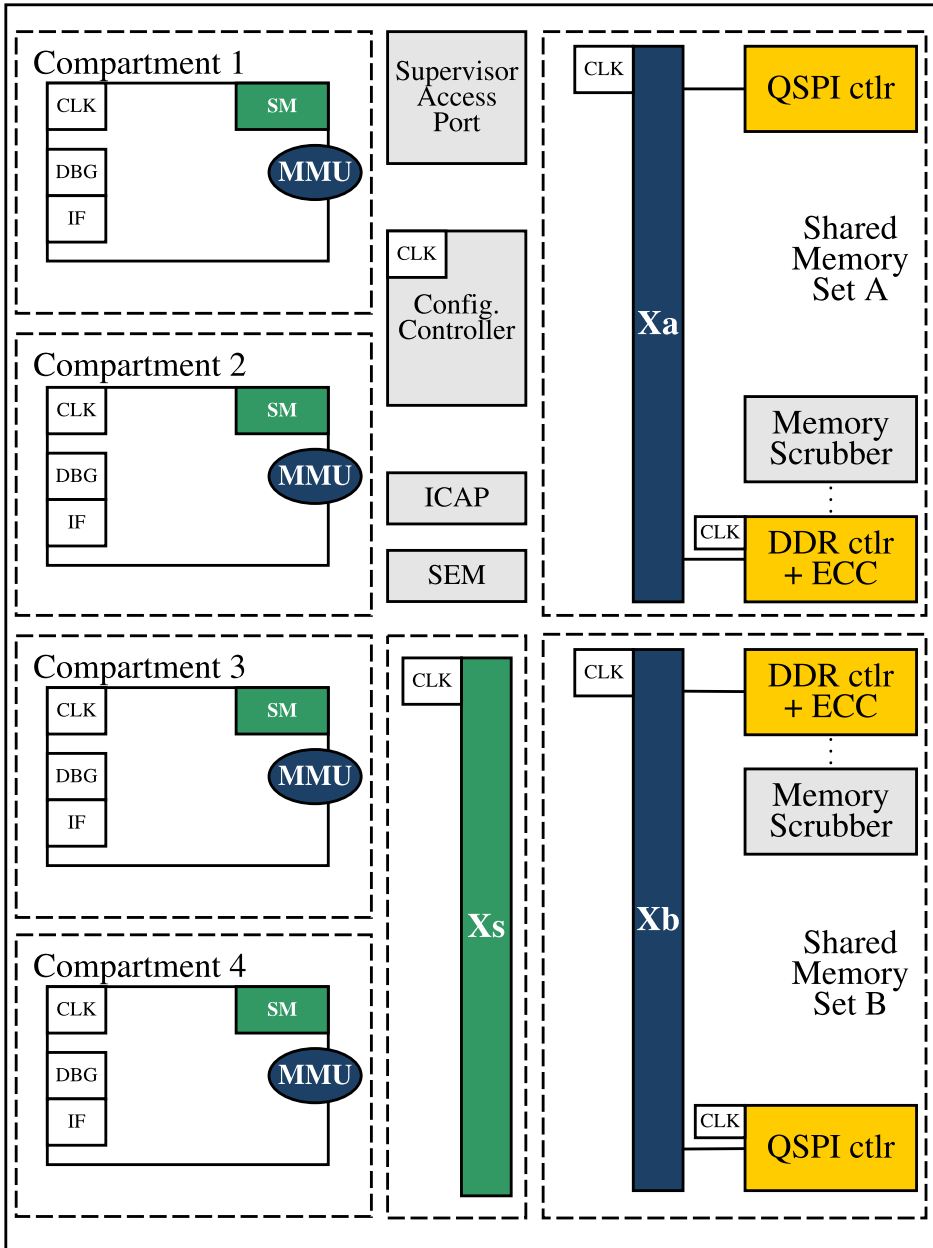 Compartment 1
CLK
SM
DBG
MMU
IF
Compartment 2
CLK
SM
DBG
MMU
IF
Compartment 3
CLK
SM
DBG
MMU
IF
Compartment 4
CLK
SM
DBG
MMU
IF
Supervisor
Access
Port
CLK
Config.
Controller
ICAP
SEM
CLK
Xs
CLK
Xa
QSPI ctlr
Shared
Memory
Set A
Memory
Scrubber
CLK
DDR ctlr
+ ECC
CLK
Xb
DDR ctlr
+ ECC
Memory
Scrubber
Shared
Memory
Set B
CLK
QSPI ctlr